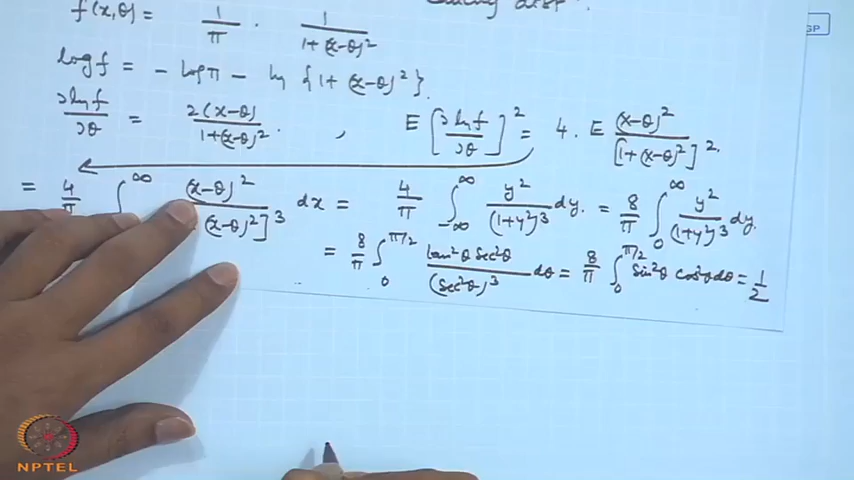 f(x,θ) = 1/π · 1/(1+(x-θ)²)
log f = - log π - ln {1+ (x-θ)²}.
∂ln f/∂θ = 2(x-θ)/(1+(x-θ)²) . , E[∂ln f/∂θ]² = 4. E (x-θ)²/[1+(x-θ)²]².
= 4/π ∫^∞ (x-θ)²/(x-θ)²]³ dx = 4/π ∫_{-∞}^{∞} y²/(1+y²)³ dy. = 8/π ∫_0^∞ y²/(1+y²)³ dy.
= 8/π ∫_0^{π/2} tan²θ sec²θ/(sec²θ)³ dθ = 8/π ∫_0^{π/2} sin²θ cos²θ dθ = 1/2
NPTEL